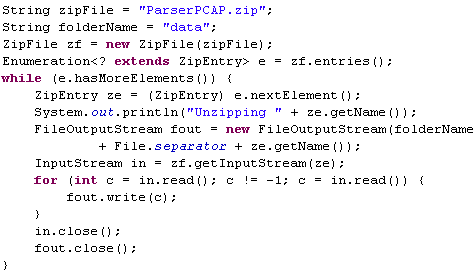 String zipFile = "ParserPCAP.zip";
String folderName = "data";
ZipFile zf = new ZipFile(zipFile);
Enumeration<? extends ZipEntry> e = zf.entries();
while (e.hasMoreElements()) {
    ZipEntry ze = (ZipEntry) e.nextElement();
    System.out.println("Unzipping " + ze.getName());
    FileOutputStream fout = new FileOutputStream(folderName
            + File.separator + ze.getName());
    InputStream in = zf.getInputStream(ze);
    for (int c = in.read(); c != -1; c = in.read()) {
        fout.write(c);
    }
    in.close();
    fout.close();
}